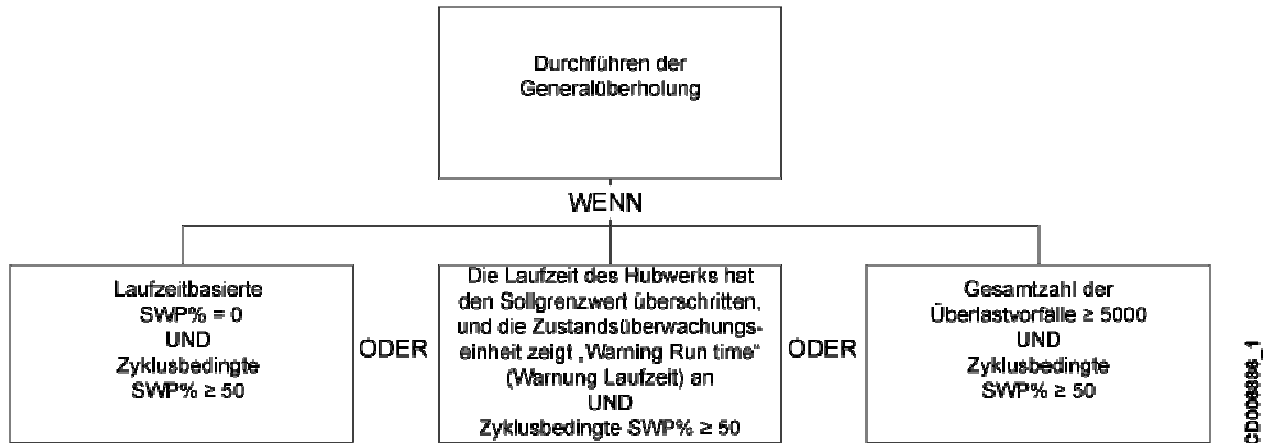 Durchführen der
Generalüberholung
WENN
Laufzeitbasierte
SWP% = 0
UND
Zyklusbedingte
SWP% ≥ 50
ODER
Die Laufzeit des Hubwerks hat
den Sollgrenzwert überschritten,
und die Zustandsüberwachungs-
einheit zeigt „Warning Run time“
(Warnung Laufzeit) an
UND
Zyklusbedingte SWP% ≥ 50
ODER
Gesamtzahl der
Überlastvorfälle ≥ 5000
UND
Zyklusbedingte
SWP% ≥ 50